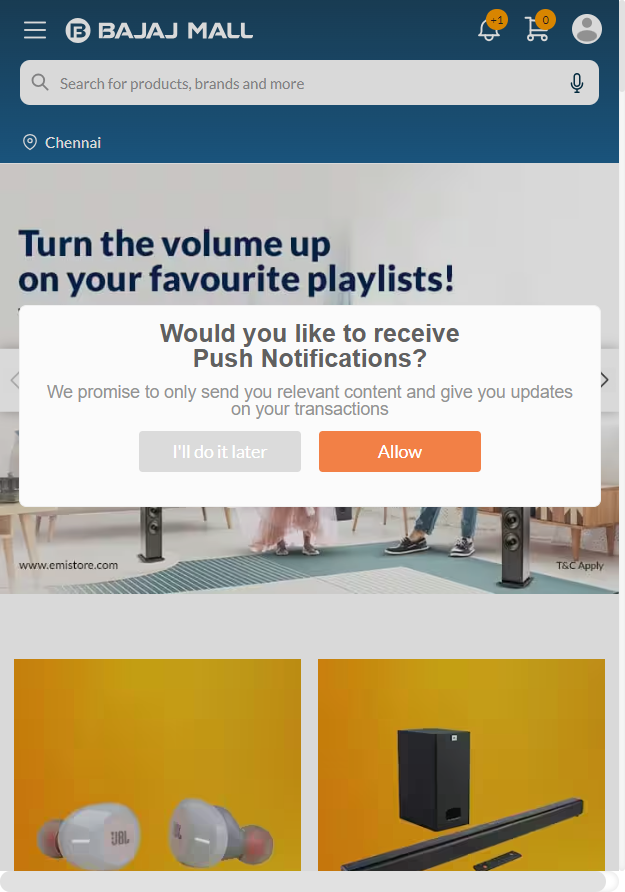 BAJAJ MALL
+1
0
Search for products, brands and more
Chennai
Turn the volume up
on your favourite playlists!
Would you like to receive
Push Notifications?
We promise to only send you relevant content and give you updates
on your transactions
I'll do it later
Allow
www.emistore.com
T&C Apply
JBL
JBL